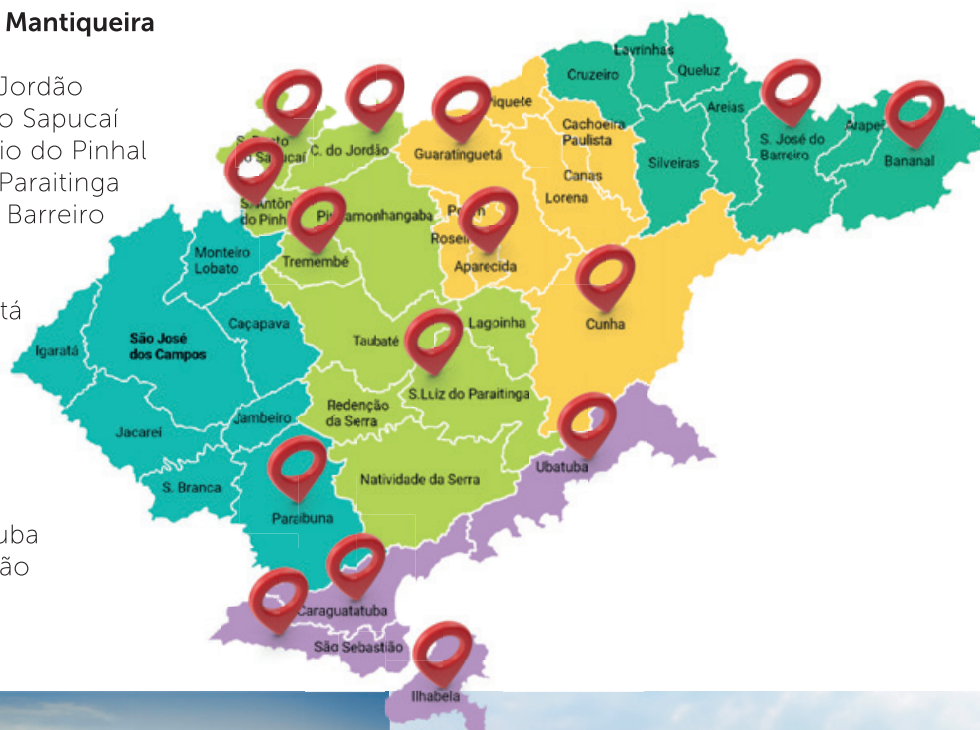 Mantiqueira
Jordão
o Sapucaí
io do Pinhal
Paraitinga
Barreiro
tá
uba
ão
Lavrinhas
Cruzeiro
Queluz
Piquete
Areias
Cachoeira
Paulista
S. José do
Barreiro
Arapeí
Bananal
Silveiras
Guaratinguetá
Canas
Lorena
C. do Jordão
Pindamonhangaba
Tremembé
Aparecida
Monteiro
Lobato
Cunha
Caçapava
Lagoinha
Taubaté
Igaratá
São José
dos Campos
S.Luiz do Paraitinga
Redenção
da Serra
Jambeiro
Jacareí
Ubatuba
Natividade da Serra
S. Branca
Paraibuna
Caraguatatuba
São Sebastião
Ilhabela